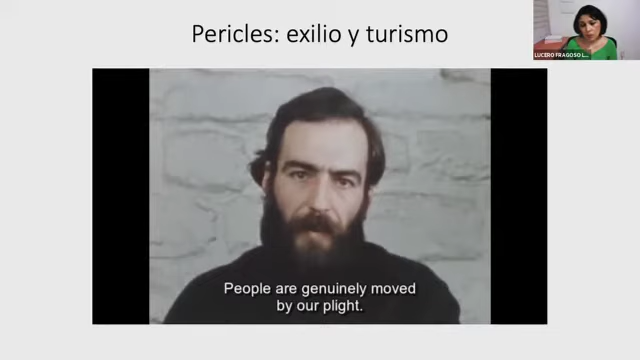 Pericles: exilio y turismo
LUCERO FRAGOSO L...
People are genuinely moved
by our plight.